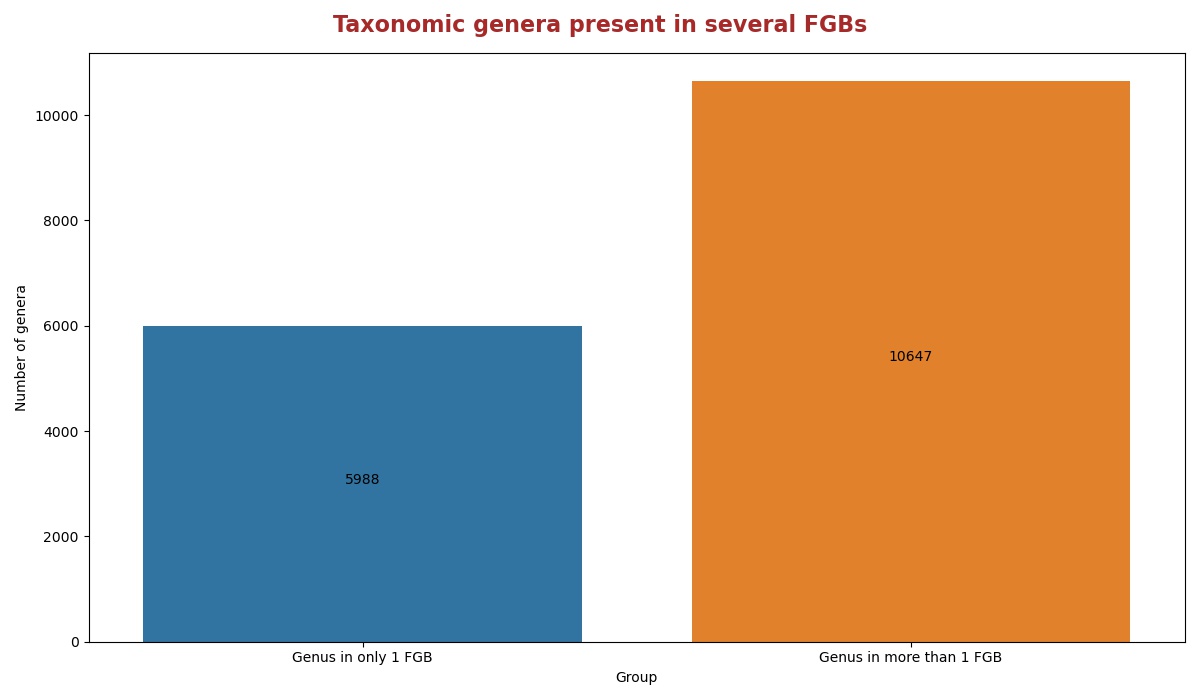 Taxonomic genera present in several FGBs
Number of genera
10000
8000
6000
4000
2000
0
5988
10647
Genus in only 1 FGB
Genus in more than 1 FGB
Group